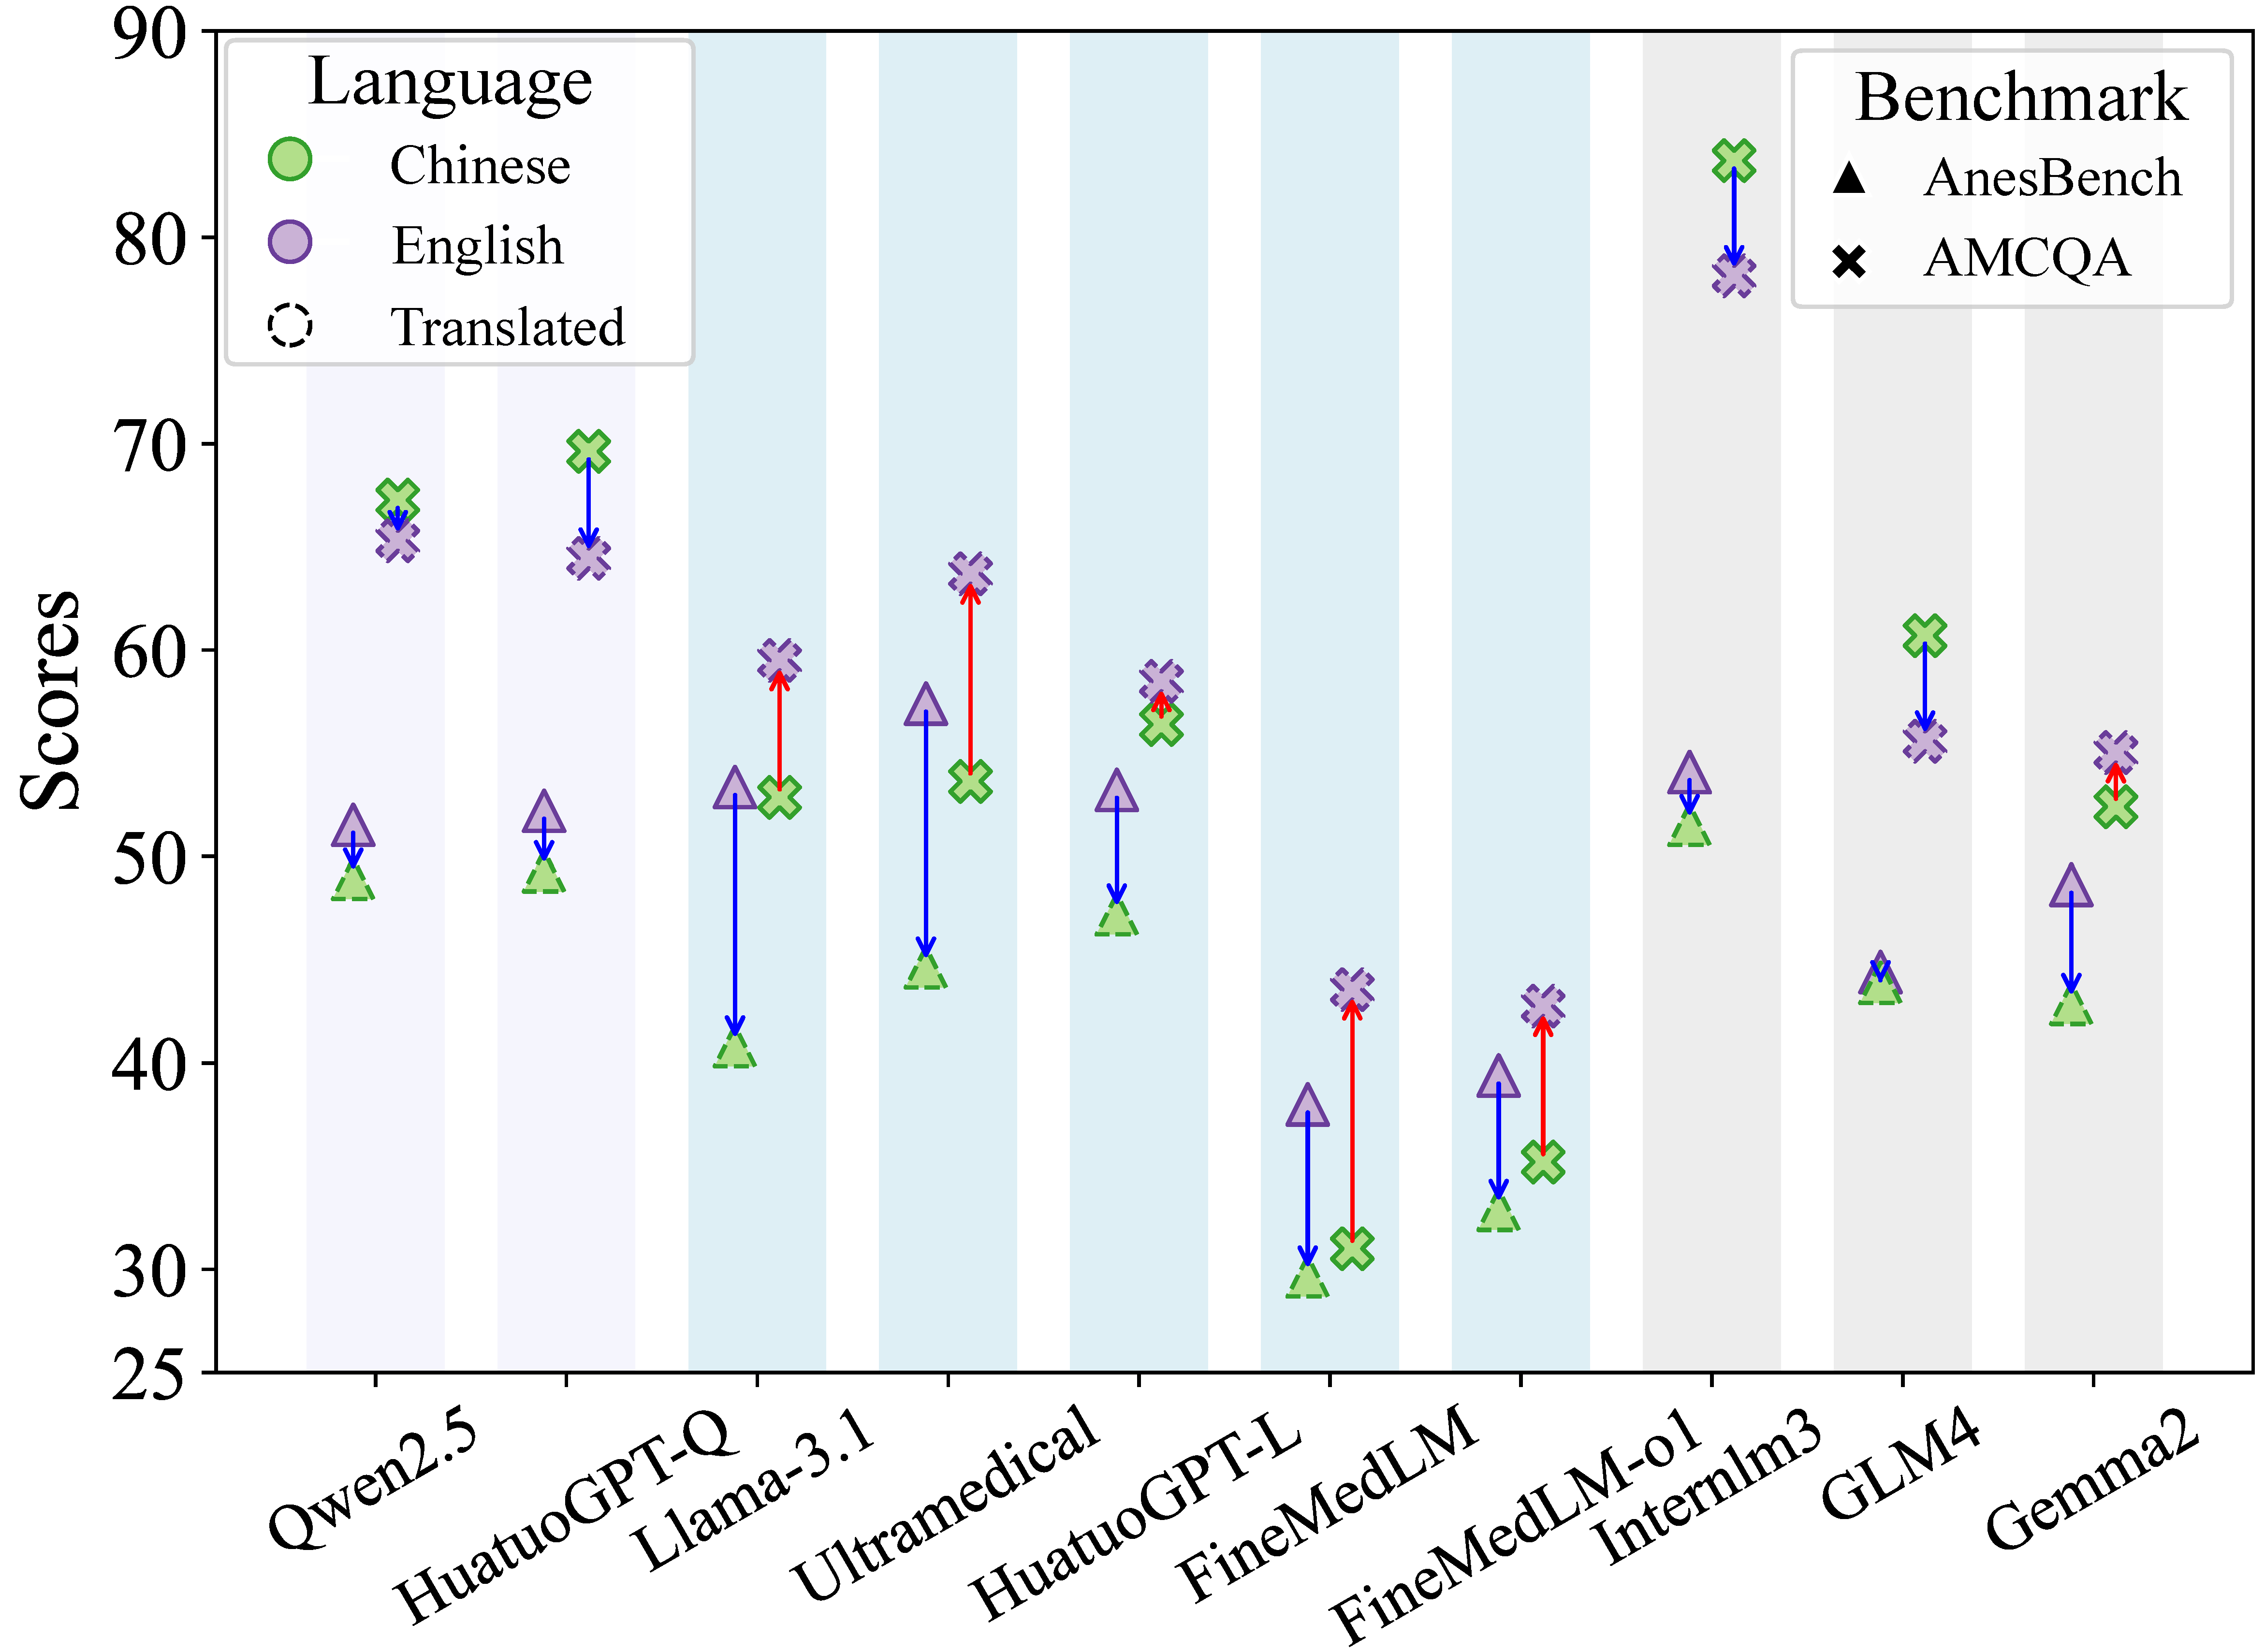 Language
Chinese
English
Translated
Benchmark
AnesBench
AMCQA
Scores
90
80
70
60
50
40
30
25
Qwen2.5
HuatuoGPT-Q
Llama-3.1
Ultramedical
HuatuoGPT-L
FineMedLM
FineMedLM-o1
Internlm3
GLM4
Gemma2